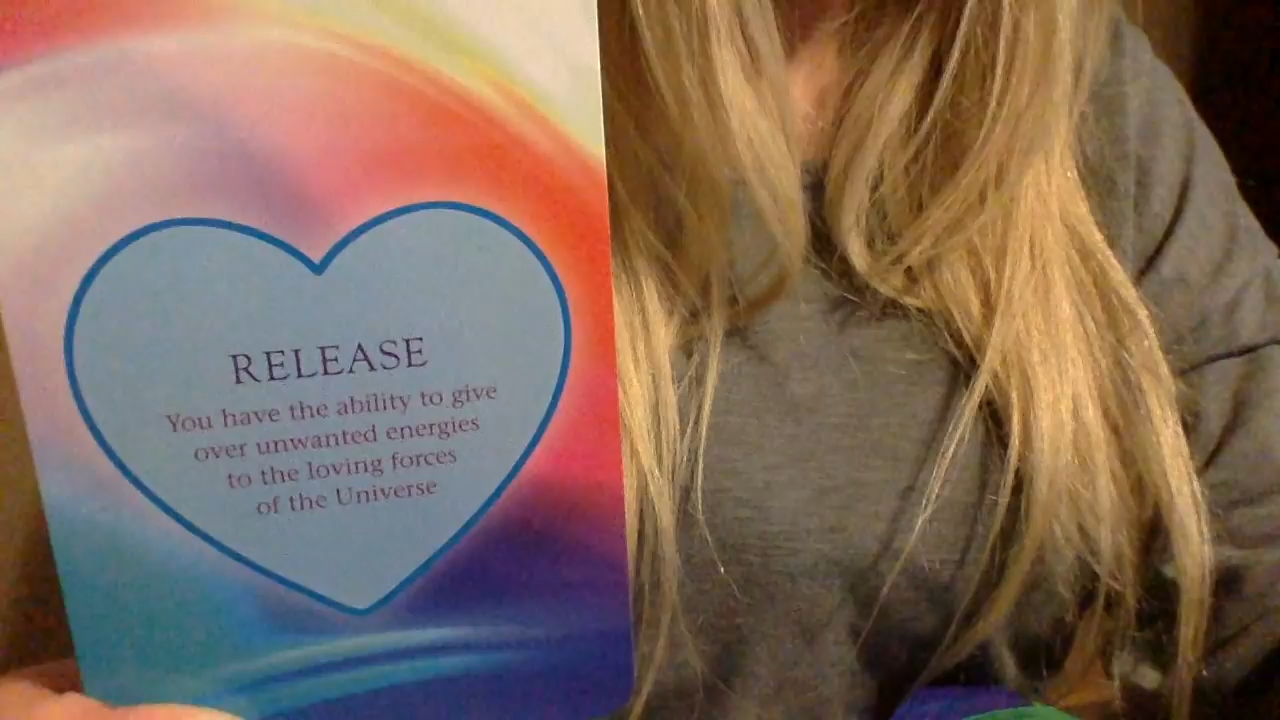 RELEASE
You have the ability to give
over unwanted energies
to the loving forces
of the Universe